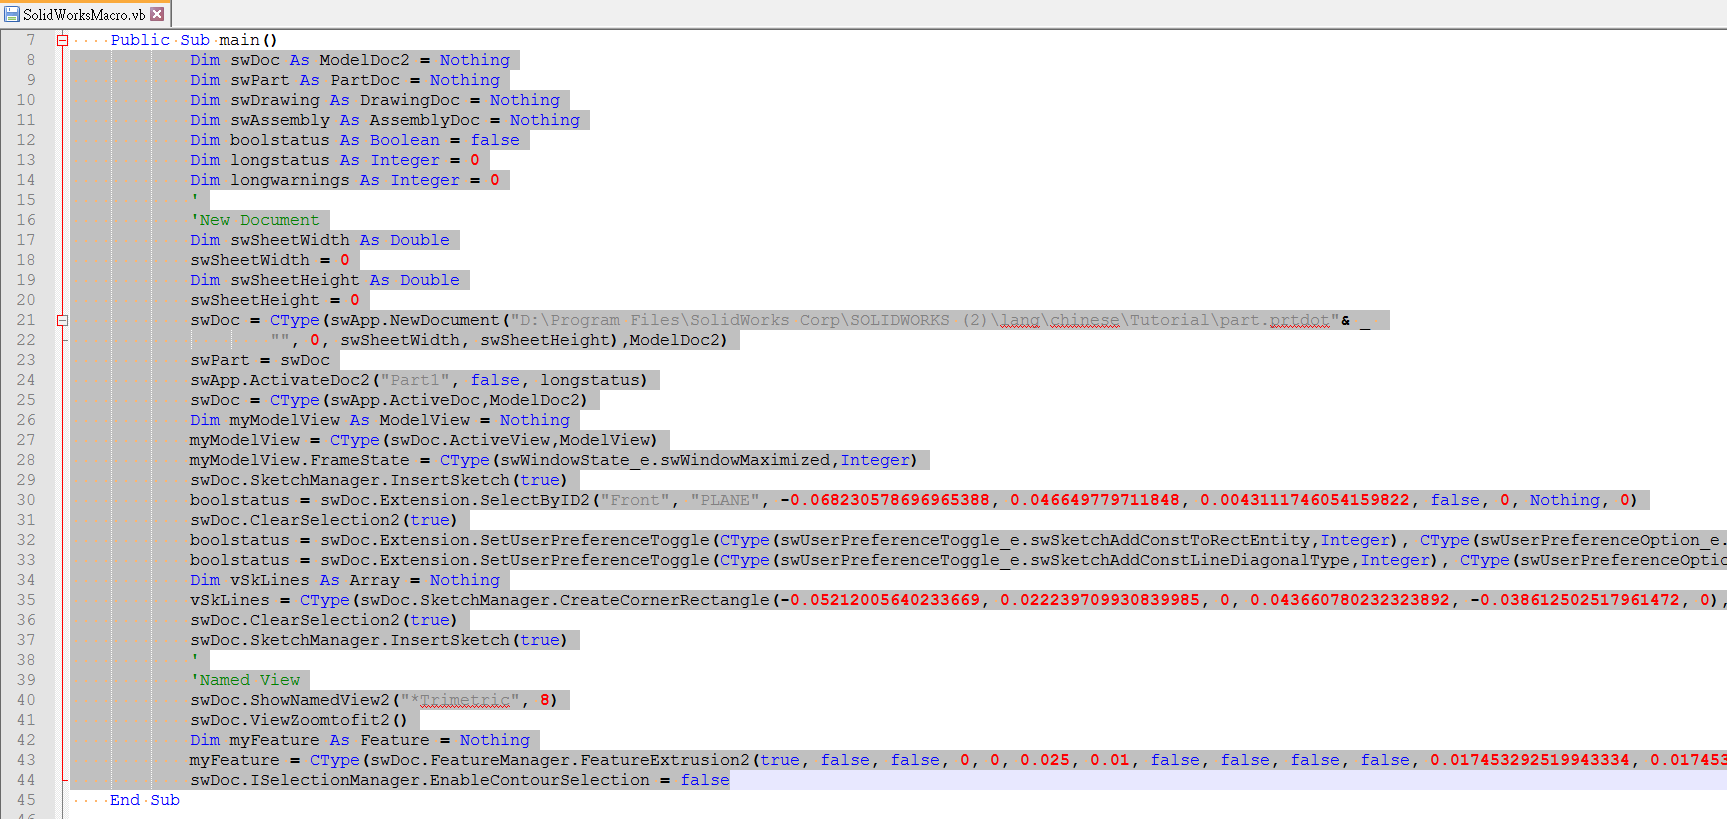 SolidWorksMacro.vb
7 Public Sub main()
8 Dim swDoc As ModelDoc2 = Nothing
9 Dim swPart As PartDoc = Nothing
10 Dim swDrawing As DrawingDoc = Nothing
11 Dim swAssembly As AssemblyDoc = Nothing
12 Dim boolstatus As Boolean = false
13 Dim longstatus As Integer = 0
14 Dim longwarnings As Integer = 0
15 '
16 'New Document
17 Dim swSheetWidth As Double
18 swSheetWidth = 0
19 Dim swSheetHeight As Double
20 swSheetHeight = 0
21 swDoc = CType(swApp.NewDocument("D:\Program Files\SolidWorks Corp\SOLIDWORKS (2)\lang\chinese\Tutorial\part.prtdot"& _
22 "", 0, swSheetWidth, swSheetHeight),ModelDoc2)
23 swPart = swDoc
24 swApp.ActivateDoc2("Part1", false, longstatus)
25 swDoc = CType(swApp.ActiveDoc,ModelDoc2)
26 Dim myModelView As ModelView = Nothing
27 myModelView = CType(swDoc.ActiveView,ModelView)
28 myModelView.FrameState = CType(swWindowState_e.swWindowMaximized,Integer)
29 swDoc.SketchManager.InsertSketch(true)
30 boolstatus = swDoc.Extension.SelectByID2("Front", "PLANE", -0.068230578696965388, 0.046649779711848, 0.0043111746054159822, false, 0, Nothing, 0)
31 swDoc.ClearSelection2(true)
32 boolstatus = swDoc.Extension.SetUserPreferenceToggle(CType(swUserPreferenceToggle_e.swSketchAddConstToRectEntity,Integer), CType(swUserPreferenceOption_e.
33 boolstatus = swDoc.Extension.SetUserPreferenceToggle(CType(swUserPreferenceToggle_e.swSketchAddConstLineDiagonalType,Integer), CType(swUserPreferenceOptic
34 Dim vSkLines As Array = Nothing
35 vSkLines = CType(swDoc.SketchManager.CreateCornerRectangle(-0.05212005640233669, 0.022239709930839985, 0, 0.043660780232323892, -0.038612502517961472, 0),
36 swDoc.ClearSelection2(true)
37 swDoc.SketchManager.InsertSketch(true)
38 '
39 'Named View
40 swDoc.ShowNamedView2("*Trimetric", 8)
41 swDoc.ViewZoomtofit2()
42 Dim myFeature As Feature = Nothing
43 myFeature = CType(swDoc.FeatureManager.FeatureExtrusion2(true, false, false, 0, 0, 0.025, 0.01, false, false, false, false, 0.017453292519943334, 0.017453
44 swDoc.ISelectionManager.EnableContourSelection = false
45 End Sub